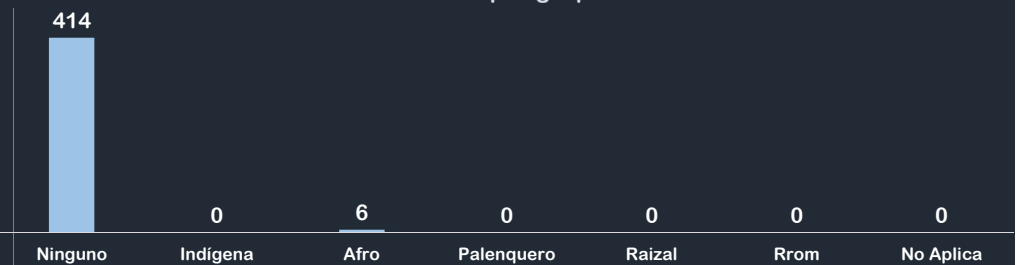 414
0
6
0
0
0
0
Ninguno
Indígena
Afro
Palenquero
Raizal
Rrom
No Aplica